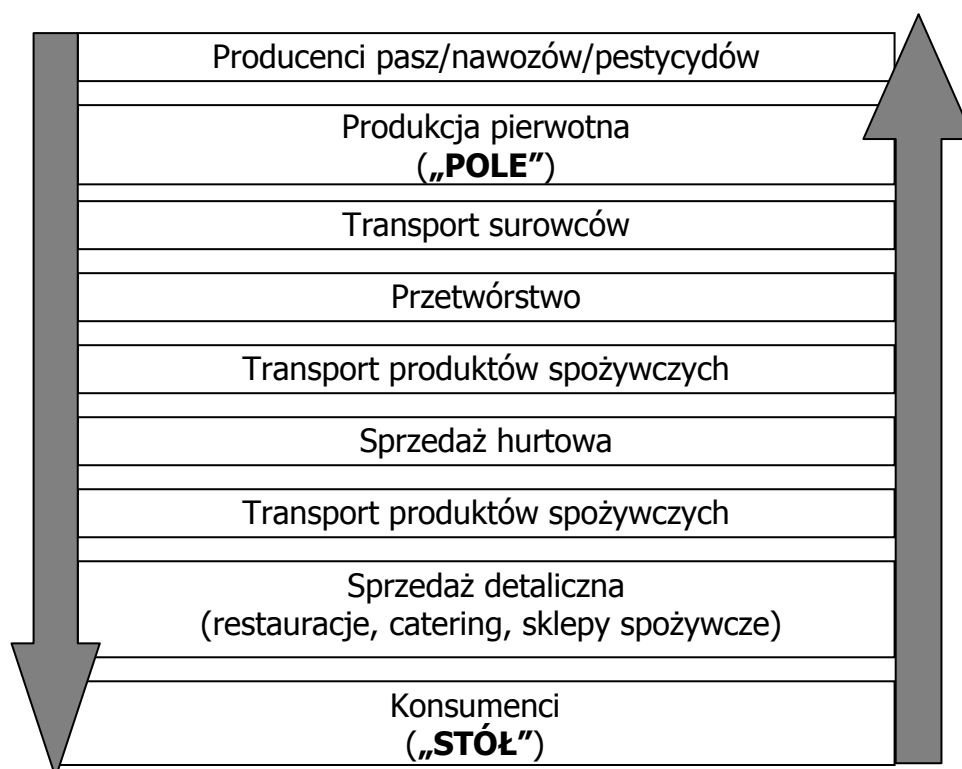 Producenci pasz/nawozów/pestycydów
Produkcja pierwotna
(„POLE”)
Transport surowców
Przetwórstwo
Transport produktów spożywczych
Sprzedaż hurtowa
Transport produktów spożywczych
Sprzedaż detaliczna
(restauracje, catering, sklepy spożywcze)
Konsumenci
(„STÓŁ”)